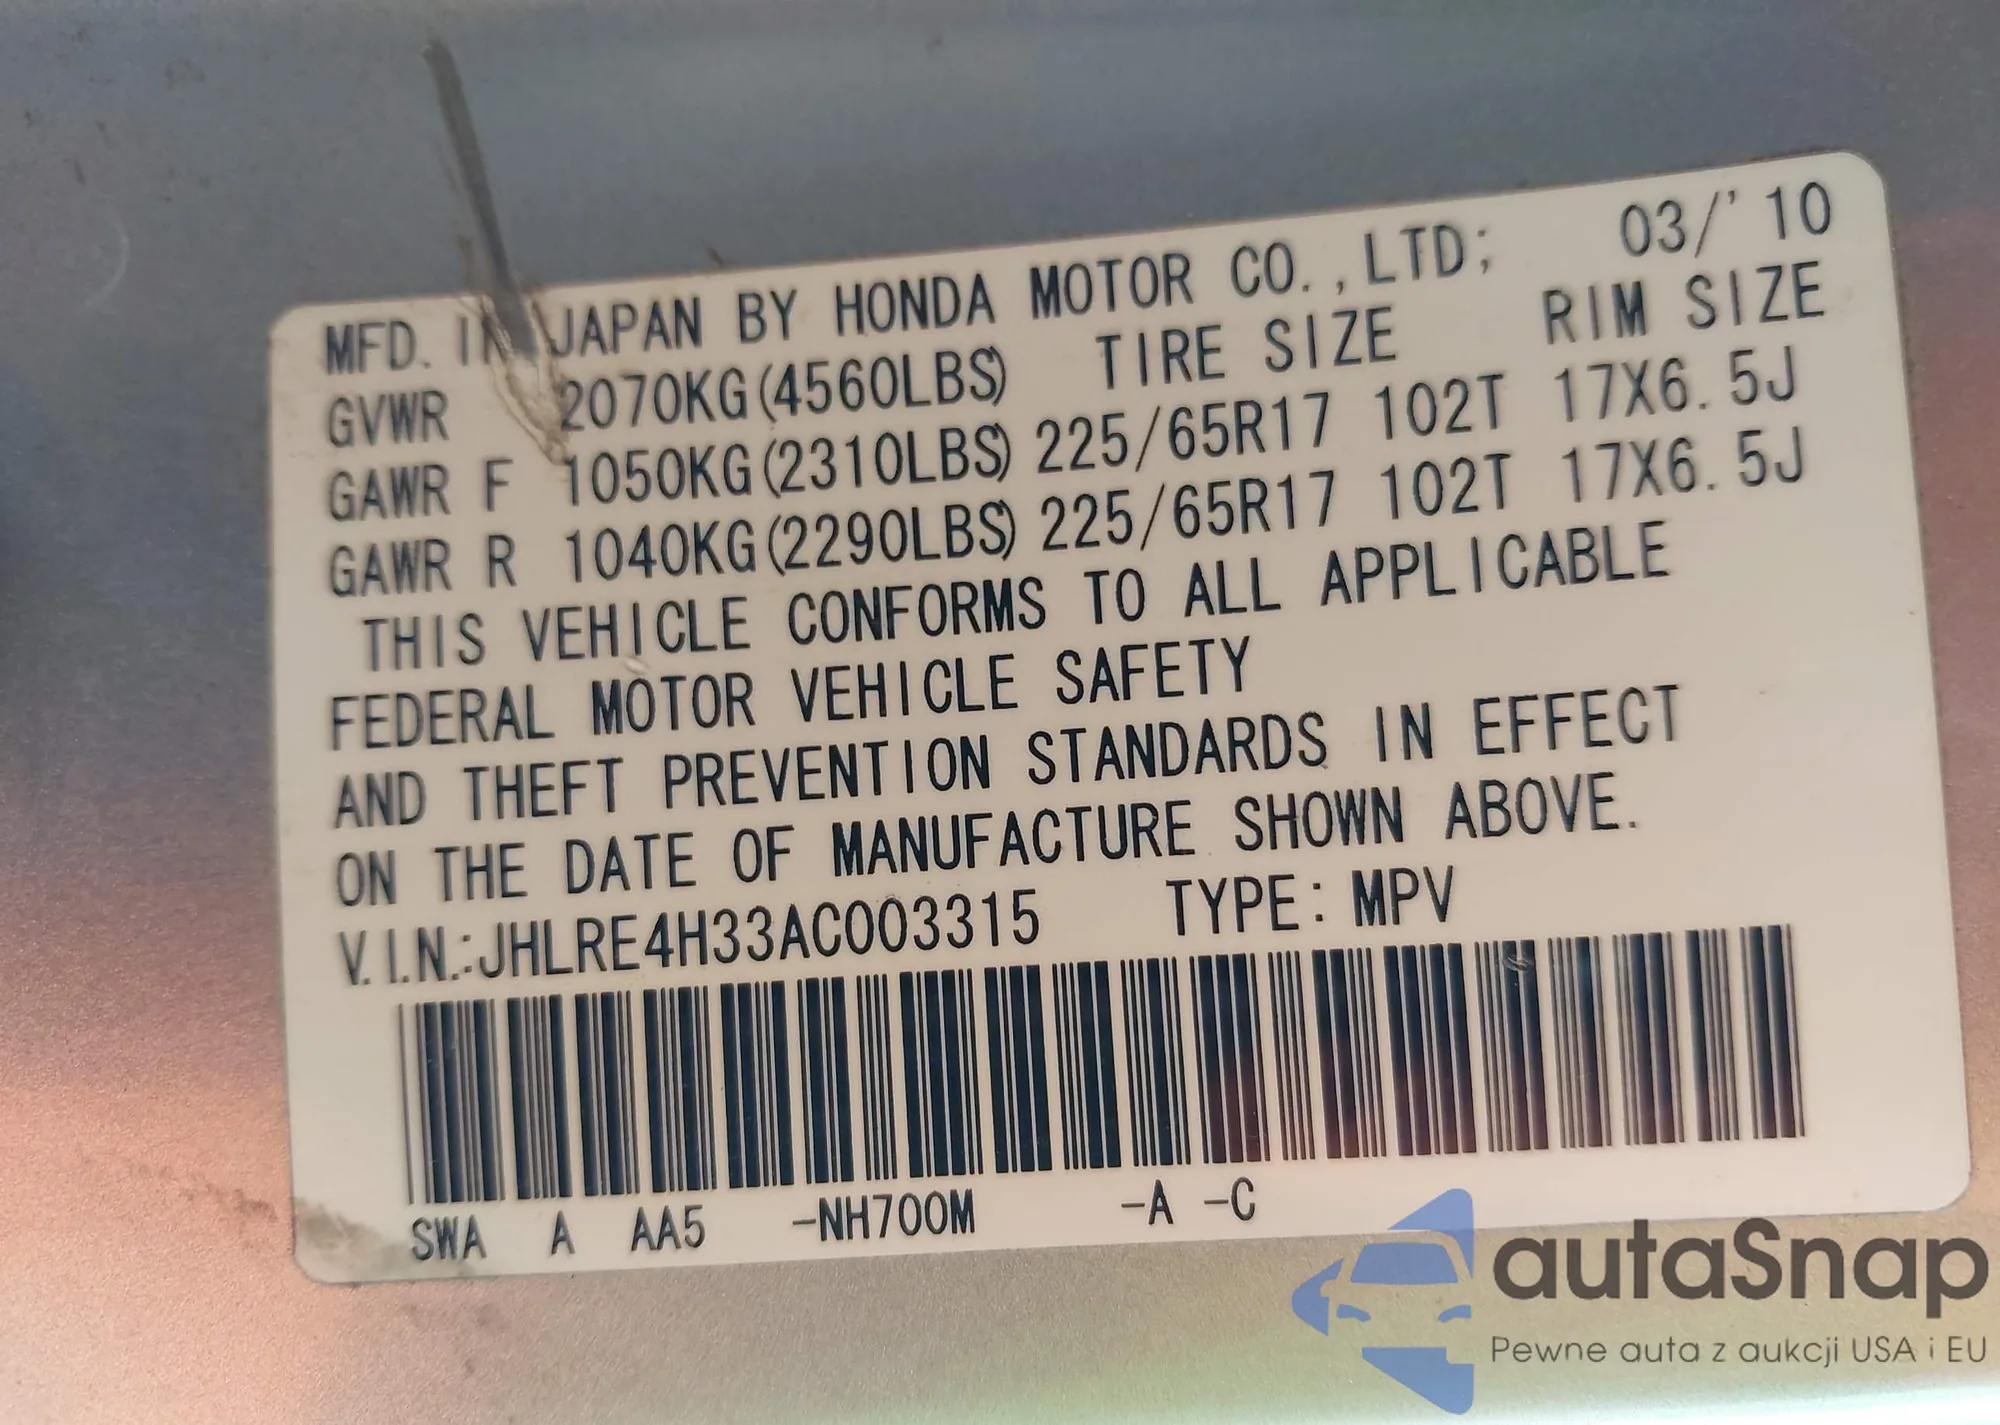 MFD. IN JAPAN BY HONDA MOTOR CO.,LTD; 03/'10
GVWR 2070KG(4560LBS) TIRE SIZE RIM SIZE
GAWR F 1050KG(2310LBS) 225/65R17 102T 17X6.5J
GAWR R 1040KG(2290LBS) 225/65R17 102T 17X6.5J
THIS VEHICLE CONFORMS TO ALL APPLICABLE
FEDERAL MOTOR VEHICLE SAFETY
AND THEFT PREVENTION STANDARDS IN EFFECT
ON THE DATE OF MANUFACTURE SHOWN ABOVE.
V.I.N.:JHLRE4H33AC003315 TYPE: MPV
SWA A AA5 -NH700M -A -C
autaSnap
Pewne auta z aukcji USA i EU